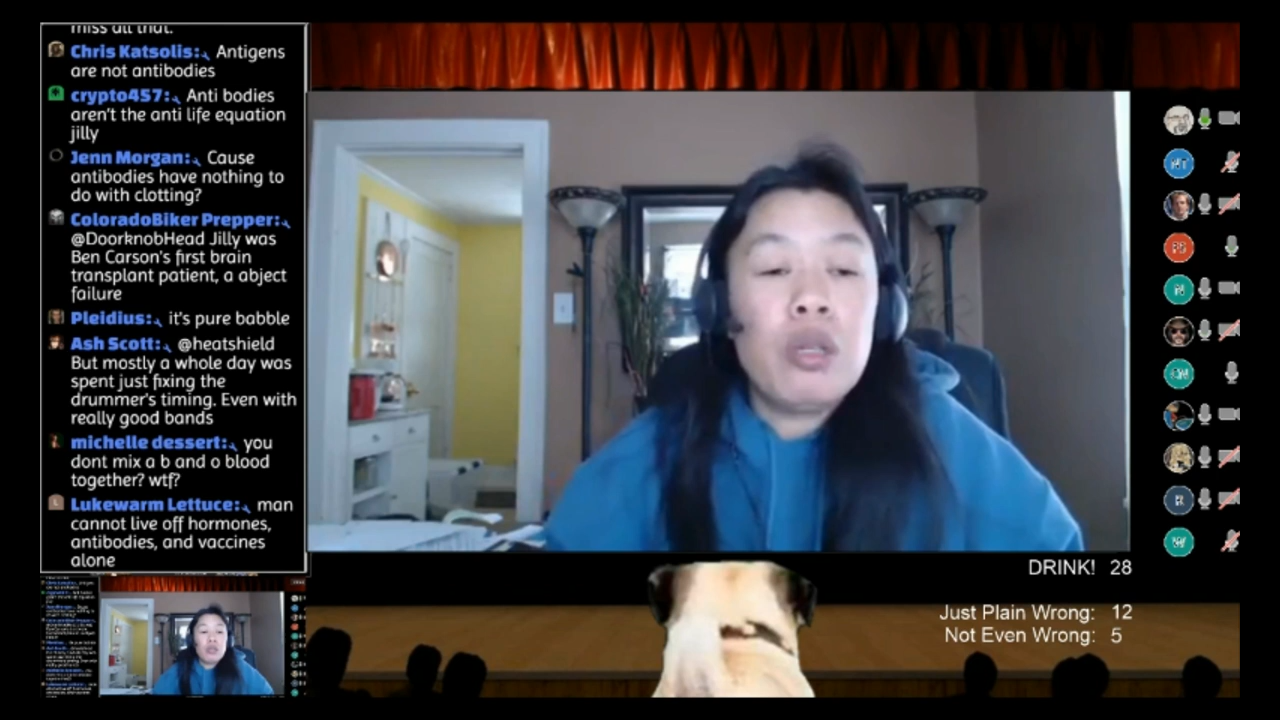 miss all that.
Chris Katsolis: Antigens
are not antibodies
crypto457: Anti bodies
aren't the anti life equation
jilly
Jenn Morgan: Cause
antibodies have nothing to
do with clotting?
ColoradoBiker Prepper:
@DoorknobHead Jilly was
Ben Carson's first brain
transplant patient, a abject
failure
Pleidius: it's pure babble
Ash Scott: @heatshield
But mostly a whole day was
spent just fixing the
drummer's timing. Even with
really good bands
michelle dessert: you
dont mix a b and o blood
together? wtf?
Lukewarm Lettuce: man
cannot live off hormones,
antibodies, and vaccines
alone
DRINK! 28
Just Plain Wrong: 12
Not Even Wrong: 5